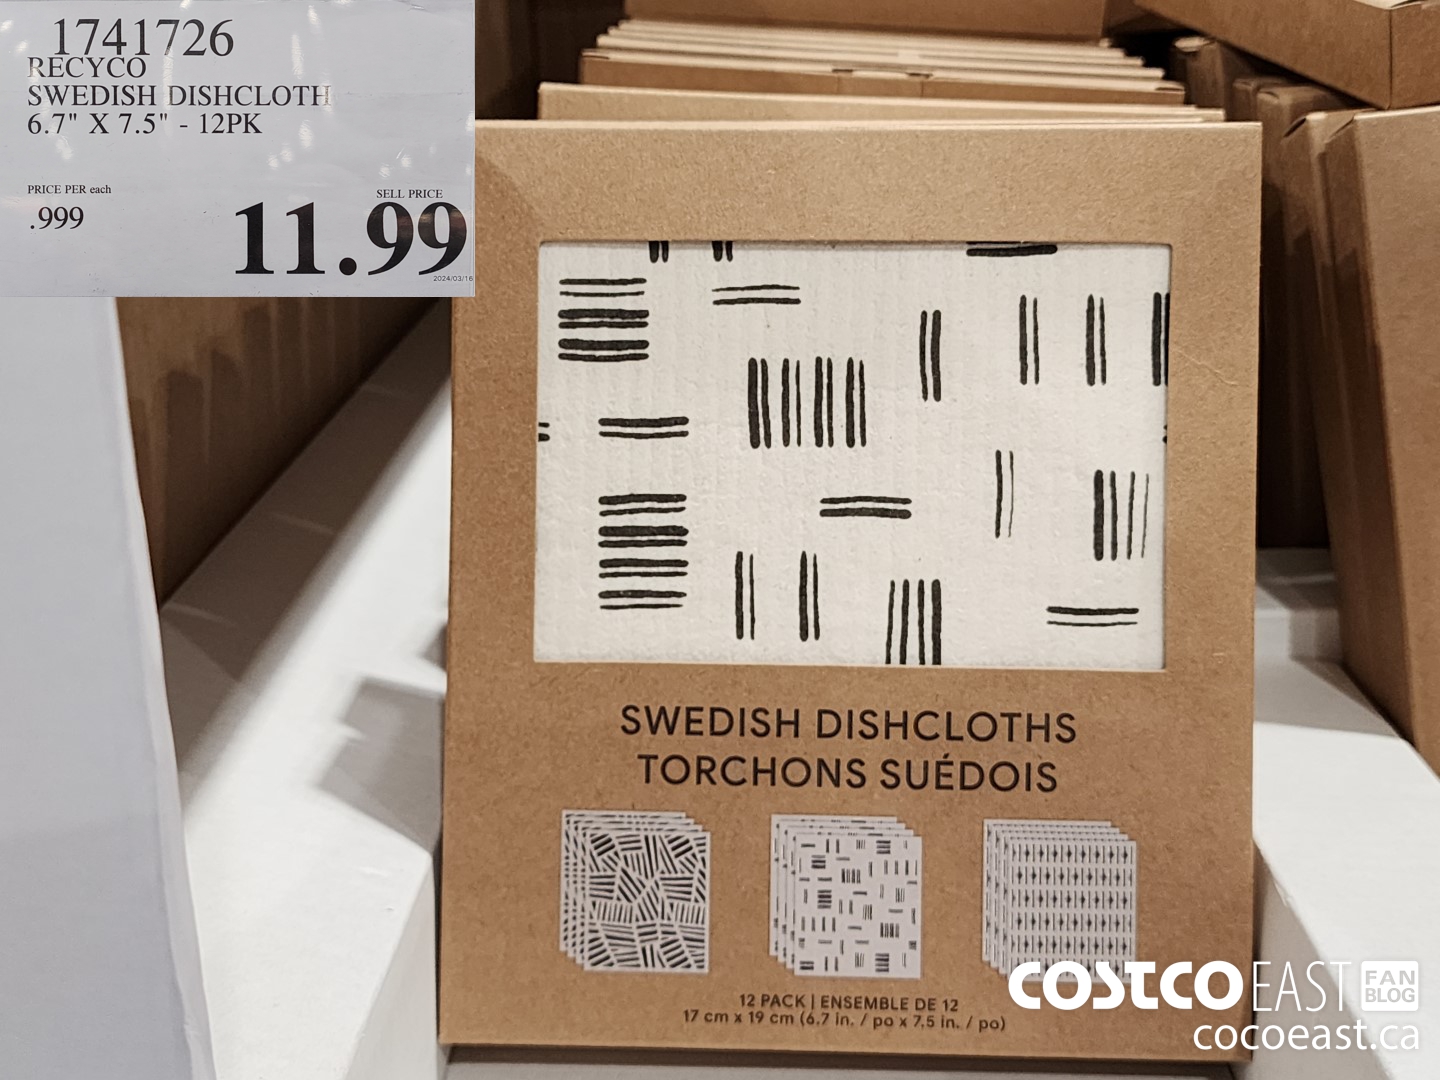 1741726
RECYCO
SWEDISH DISHCLOTH
6.7" X 7.5" - 12PK
PRICE PER each
.999
SELL PRICE
11.99
2024/03/16
SWEDISH DISHCLOTHS
TORCHONS SUÉDOIS
12 PACK | ENSEMBLE DE 12
17 cm x 19 cm (6.7 in. / po x 7.5 in. / po)
COSTCO EAST FAN BLOG
cocoeast.ca